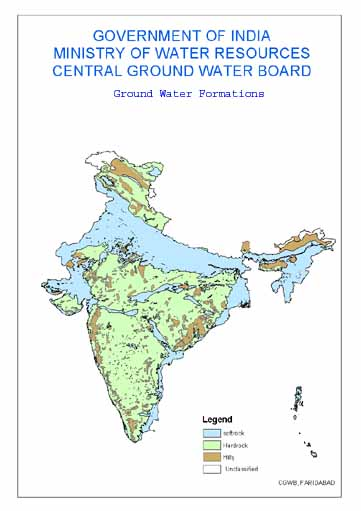 GOVERNMENT OF INDIA
MINISTRY OF WATER RESOURCES
CENTRAL GROUND WATER BOARD
Ground Water Formations
Legend
softrock
Hardrock
Hilly
Unclassified
CGWB, FARIDABAD